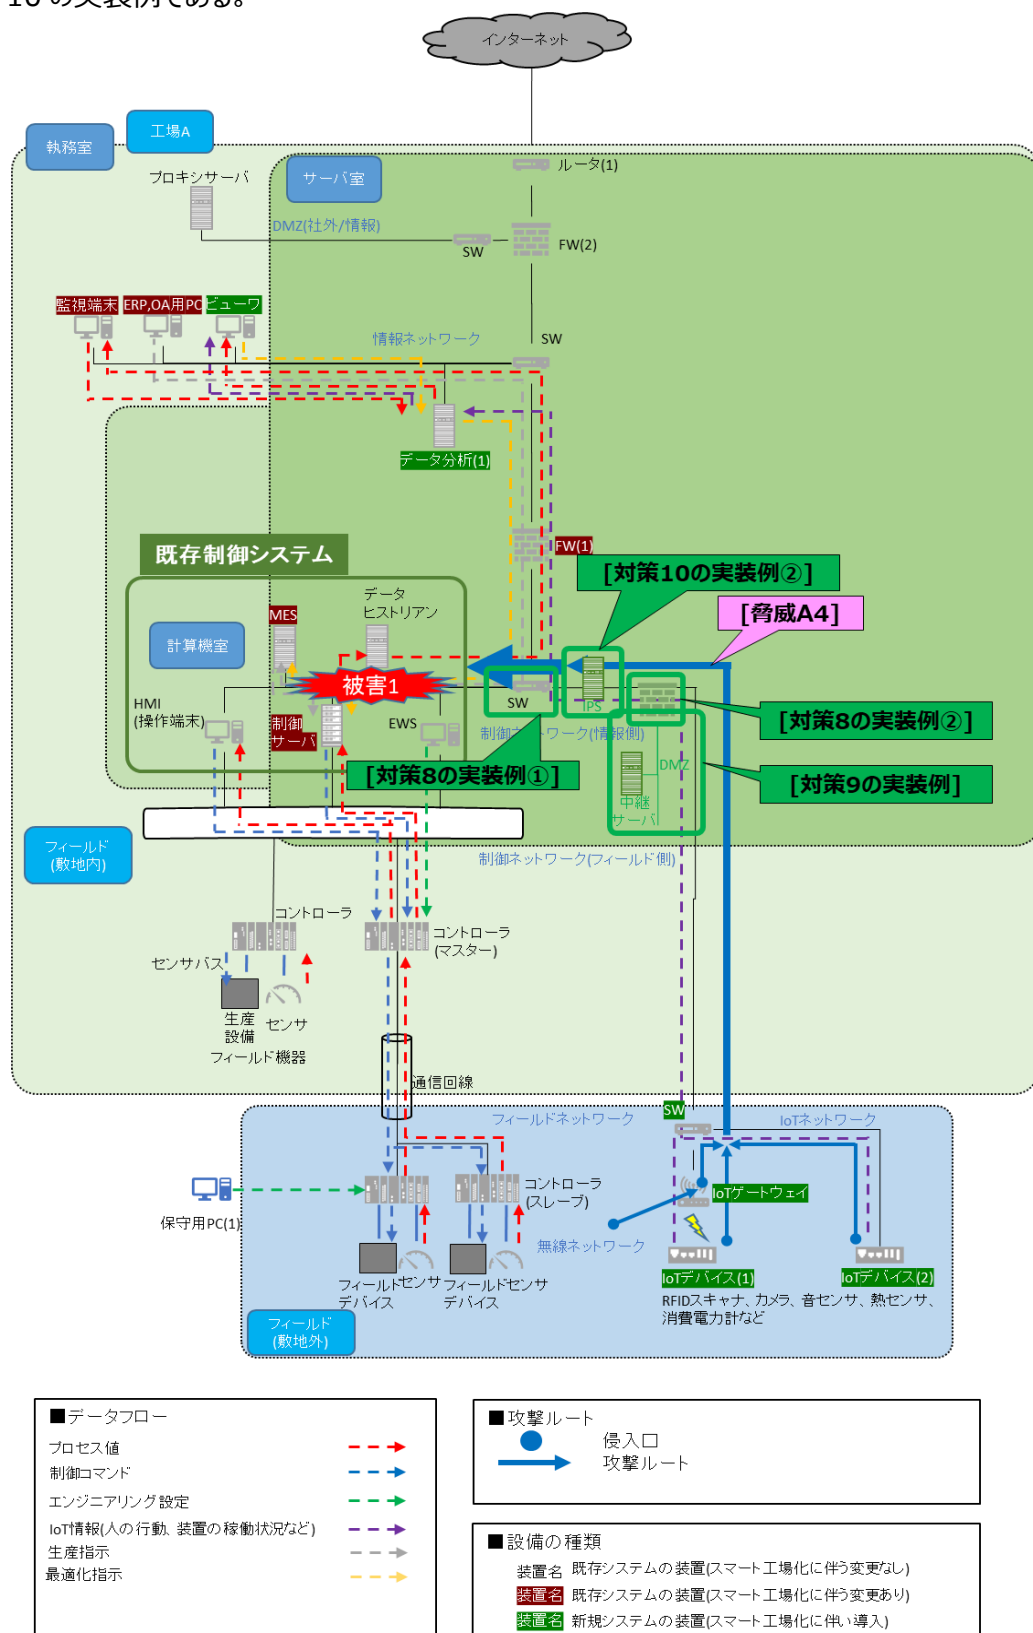 10 の実装例である。
インターネット
工場A
執務室
ルータ(1)
プロキシサーバ
サーバ室
DMZ(社外/情報)
SW
FW(2)
監視端末
ERP,OA用PC
ビューワ
情報ネットワーク
SW
データ分析(1)
FW(1)
既存制御システム
[対策10の実装例②]
[脅威A4]
データ
ヒストリアン
MES
計算機室
被害1
HMI
(操作端末)
制御
サーバ
EWS
SW
IPS
制御ネットワーク(情報側)
[対策8の実装例②]
[対策8の実装例①]
DMZ
[対策9の実装例]
中継
サーバ
フィールド
(敷地内)
制御ネットワーク(フィールド側)
コントローラ
コントローラ
(マスター)
センサバス
生産
設備
センサ
フィールド機器
通信回線
フィールドネットワーク
SW
IoTネットワーク
コントローラ
(スレーブ)
IoTゲートウェイ
保守用PC(1)
無線ネットワーク
フィールド
デバイス
センサ
フィールド
デバイス
センサ
IoTデバイス(1)
IoTデバイス(2)
RFIDスキャナ、カメラ、音センサ、熱センサ、
消費電力計など
フィールド
(敷地外)
■データフロー
プロセス値
制御コマンド
エンジニアリング設定
IoT情報(人の行動、装置の稼働状況など)
生産指示
最適化指示
■攻撃ルート
侵入口
攻撃ルート
■設備の種類
装置名 既存システムの装置(スマート工場化に伴う変更なし)
装置名 既存システムの装置(スマート工場化に伴う変更あり)
装置名 新規システムの装置(スマート工場化に伴い導入)